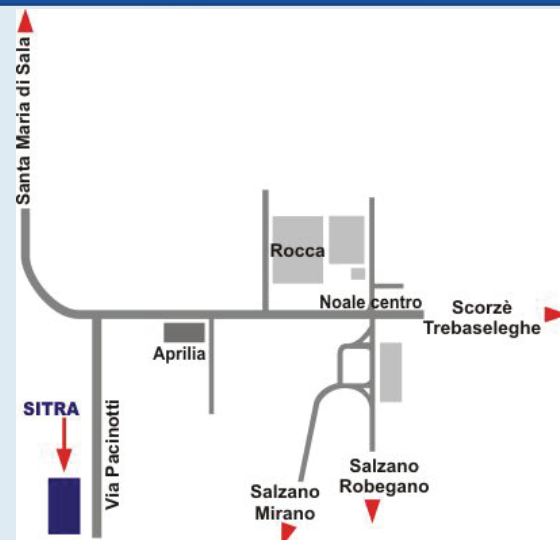 Santa Maria di Sala
Rocca
Noale centro
Scorzè
Trebaseleghe
Aprilia
SITRA
Via Pacinotti
Salzano
Robegano
Salzano
Mirano